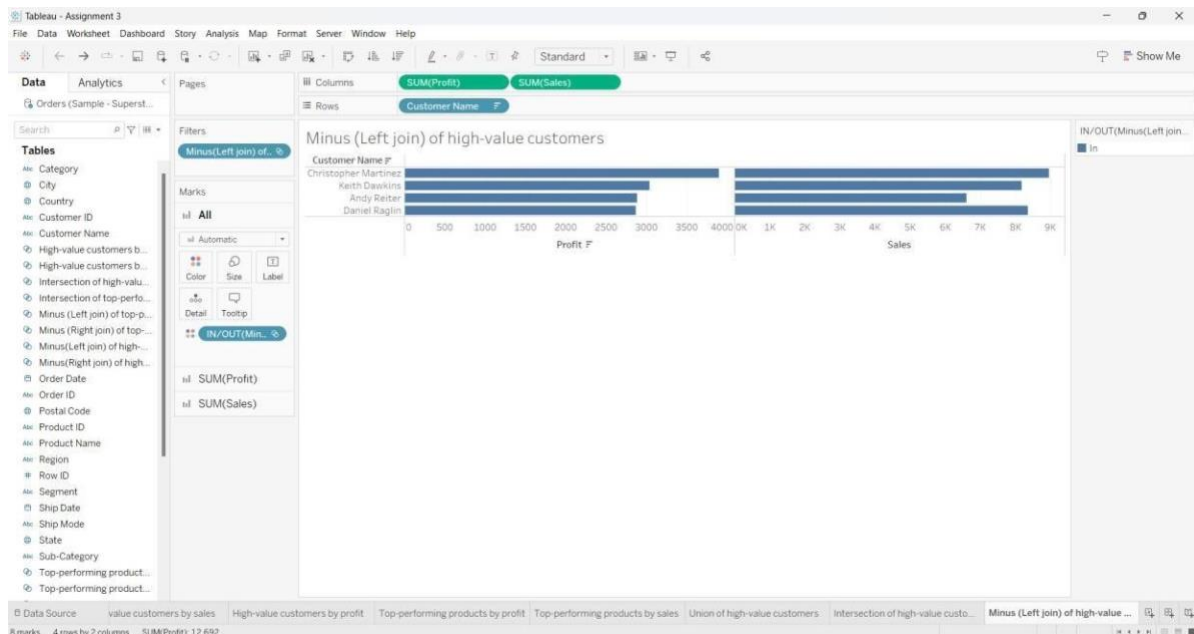 Tableau - Assignment 3
File Data Worksheet Dashboard Story Analysis Map Format Server Window Help
Standard
Show Me
Data Analytics
Orders (Sample - Superst...
Search
Tables
Abc Category
City
Country
Abc Customer ID
Abc Customer Name
High-value customers b...
High-value customers b...
Intersection of high-valu...
Intersection of top-perfo...
Minus (Left join) of top-p...
Minus (Right join) of top-...
Minus(Left join) of high-...
Minus(Right join) of high...
Order Date
Abc Order ID
Postal Code
Abc Product ID
Abc Product Name
Abc Region
# Row ID
Abc Segment
Ship Date
Abc Ship Mode
State
Abc Sub-Category
Top-performing product...
Top-performing product...
Pages
Filters
Minus(Left join) of..
Marks
All
Automatic
Color Size Label
Detail Tooltip
IN/OUT(Min..
SUM(Profit)
SUM(Sales)
Columns SUM(Profit) SUM(Sales)
Rows Customer Name
Minus (Left join) of high-value customers
Customer Name
Christopher Martinez
Keith Dawkins
Andy Reiter
Daniel Raglin
0 500 1000 1500 2000 2500 3000 3500 4000 0K 1K 2K 3K 4K 5K 6K 7K 8K 9K
Profit Sales
IN/OUT(Minus(Left join...
In
Data Source value customers by sales High-value customers by profit Top-performing products by profit Top-performing products by sales Union of high-value customers Intersection of high-value custo... Minus (Left join) of high-value ...
8 marks 4 rows by 2 columns SUM(Profit): 12,692